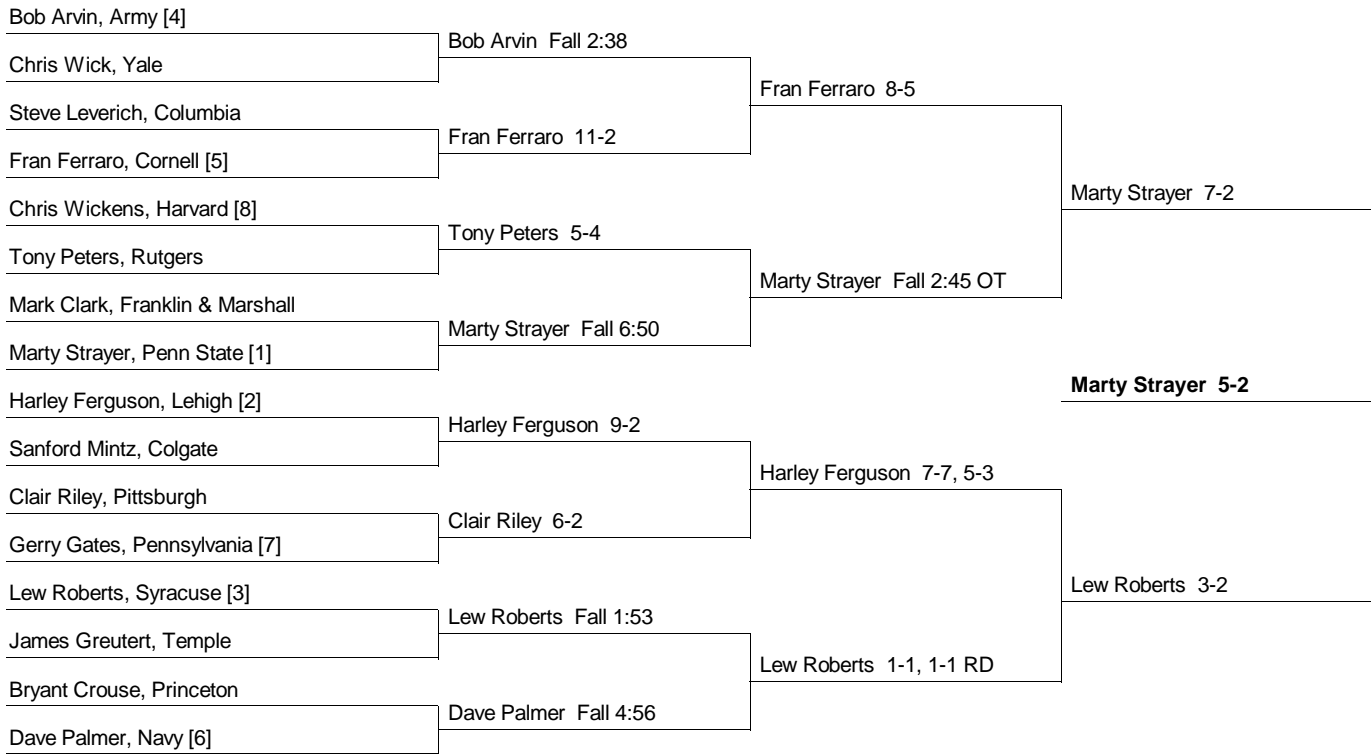 Bob Arvin, Army [4]
Bob Arvin Fall 2:38
Chris Wick, Yale
Fran Ferraro 8-5
Steve Leverich, Columbia
Fran Ferraro 11-2
Fran Ferraro, Cornell [5]
Marty Strayer 7-2
Chris Wickens, Harvard [8]
Tony Peters 5-4
Tony Peters, Rutgers
Marty Strayer Fall 2:45 OT
Mark Clark, Franklin & Marshall
Marty Strayer Fall 6:50
Marty Strayer, Penn State [1]
Marty Strayer 5-2
Harley Ferguson, Lehigh [2]
Harley Ferguson 9-2
Sanford Mintz, Colgate
Harley Ferguson 7-7, 5-3
Clair Riley, Pittsburgh
Clair Riley 6-2
Gerry Gates, Pennsylvania [7]
Lew Roberts 3-2
Lew Roberts, Syracuse [3]
Lew Roberts Fall 1:53
James Greutert, Temple
Lew Roberts 1-1, 1-1 RD
Bryant Crouse, Princeton
Dave Palmer Fall 4:56
Dave Palmer, Navy [6]